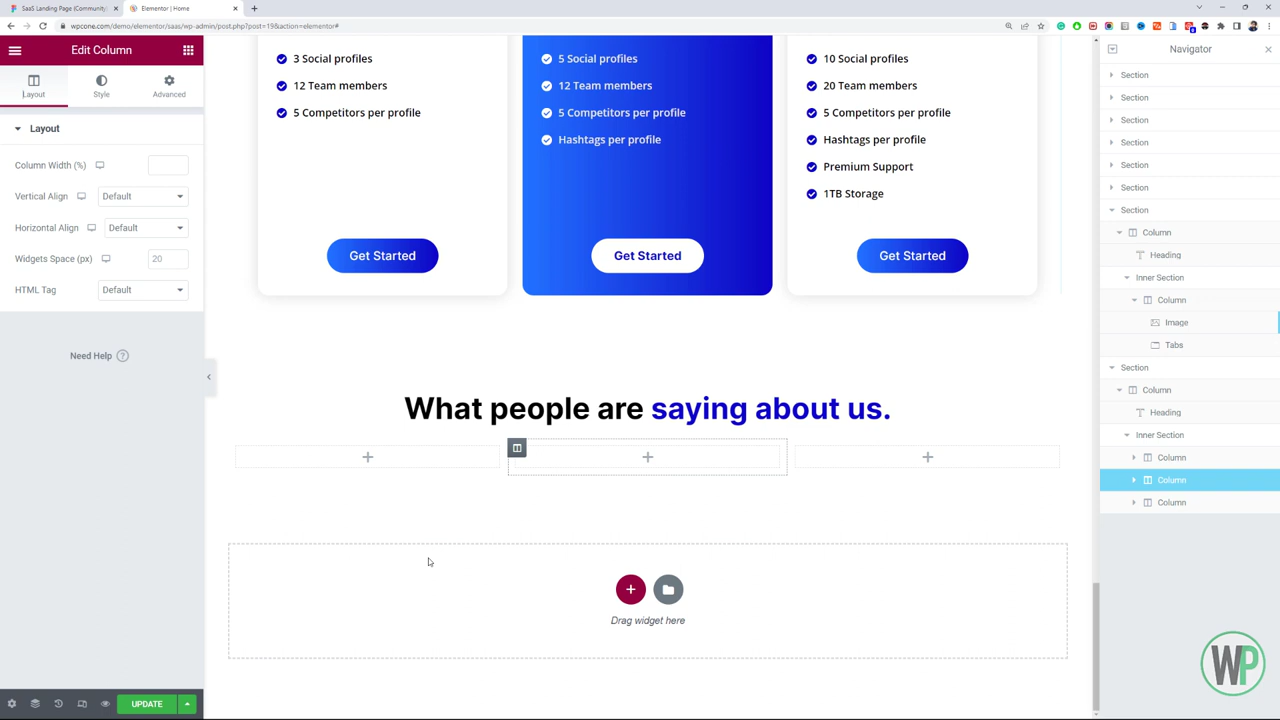 SaaS Landing Page (Community)
Elementor | Home
wpcone.com/demo/elementor/saas/wp-admin/post.php?post=19&action=elementor#
Edit Column
Layout
Style
Advanced
Layout
Column Width (%)
Vertical Align
Default
Horizontal Align
Default
Widgets Space (px)
20
HTML Tag
Default
Need Help
?
UPDATE
3 Social profiles
12 Team members
5 Competitors per profile
Get Started
5 Social profiles
12 Team members
5 Competitors per profile
Hashtags per profile
Get Started
10 Social profiles
20 Team members
5 Competitors per profile
Hashtags per profile
Premium Support
1TB Storage
Get Started
What people are saying about us.
Drag widget here
Navigator
Section
Section
Section
Section
Section
Section
Section
Column
Heading
Inner Section
Column
Image
Tabs
Section
Column
Heading
Inner Section
Column
Column
Column
WP